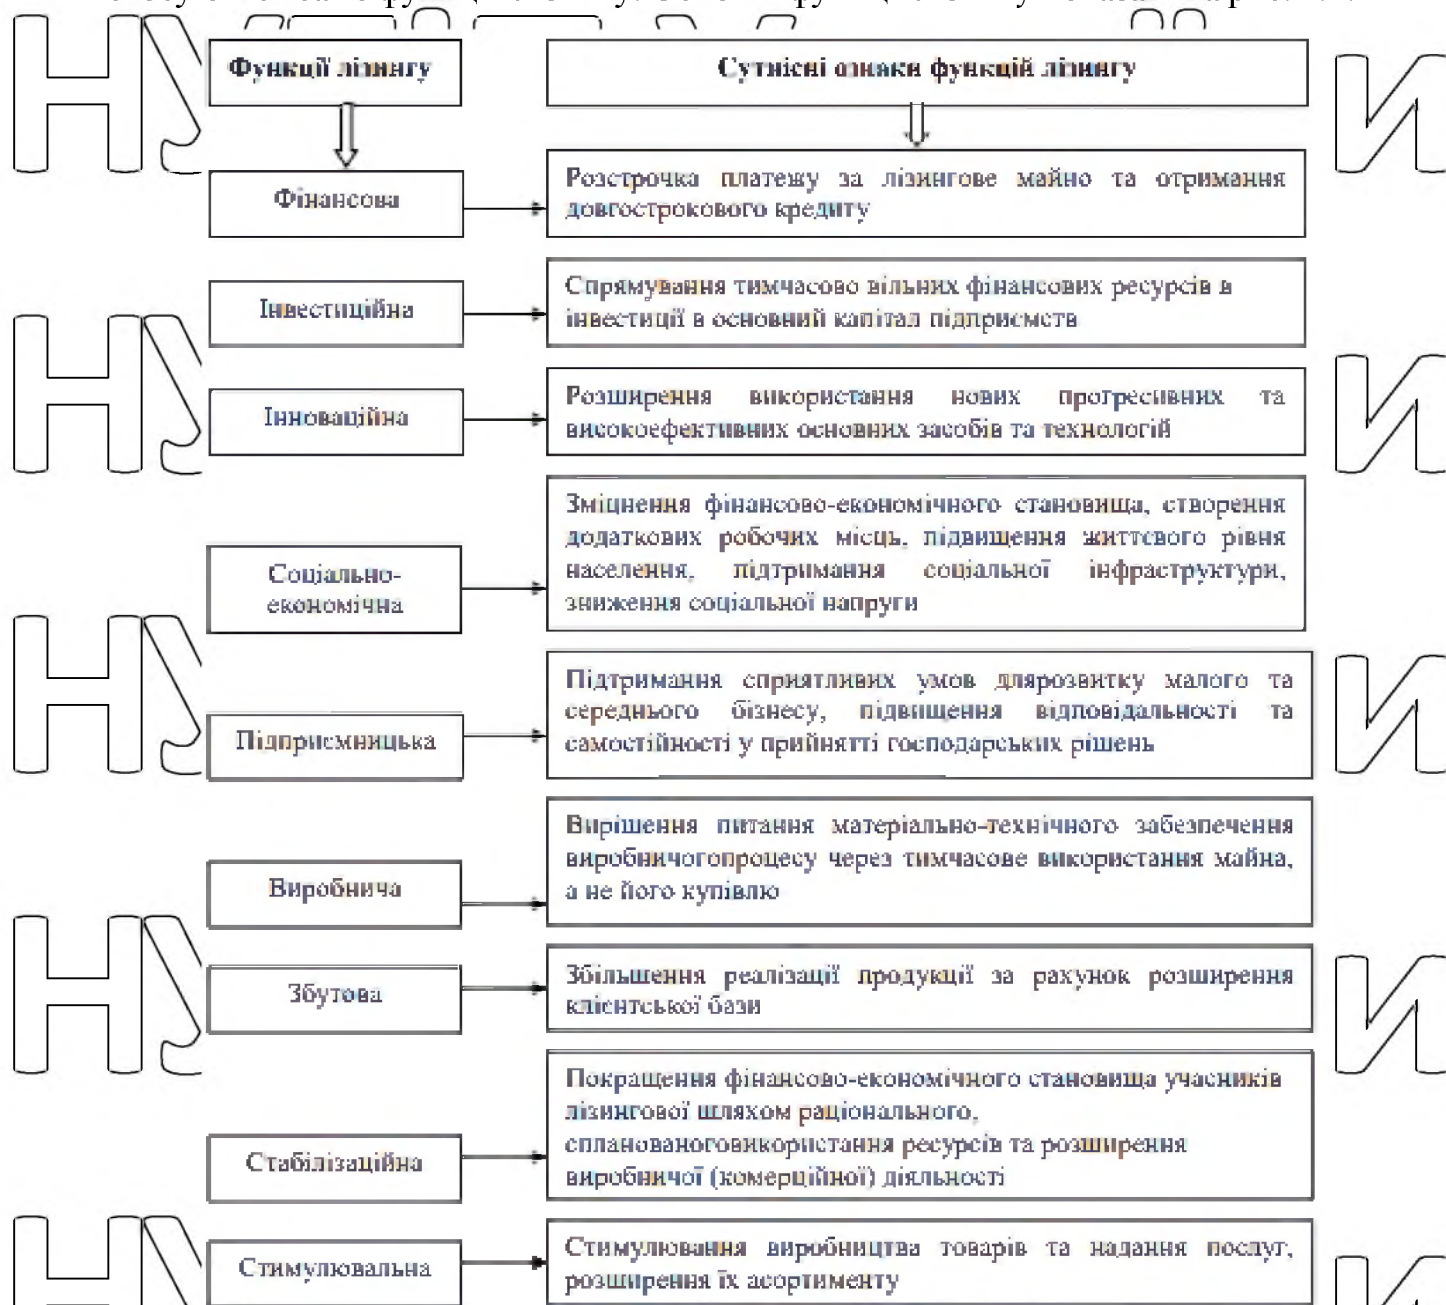 Функції лізингу
Сутнісні ознаки функцій лізингу
Фінансова
Розстрочка платежу за лізингове майно та отримання
довгострокового кредиту
Інвестиційна
Спрямування тимчасово вільних фінансових ресурсів в
інвестиції в основний капітал підприємств
Інноваційна
Розширення використання нових прогресивних та
високоефективних основних засобів та технологій
Соціально-
економічна
Зміцнення фінансово-економічного становища, створення
додаткових робочих місць, підвищення життєвого рівня
населення, підтримання соціальної інфраструктури,
зниження соціальної напруги
Підприємницька
Підтримання сприятливих умов длярозвитку малого та
середнього бізнесу, підвищення відповідальності та
самостійності у прийнятті господарських рішень
Виробнича
Вирішення питання матеріально-технічного забезпечення
виробничогопроцесу через тимчасове використання майна,
а не його купівлю
Збутова
Збільшення реалізації продукції за рахунок розширення
клієнтської бази
Стабілізаційна
Покращення фінансово-економічного становища учасників
лізингової шляхом раціонального,
спланованоговикористання ресурсів та розширення
виробничої (комерційної) діяльності
Стимулювальна
Стимулювання виробництва товарів та надання послуг,
розширення їх асортименту